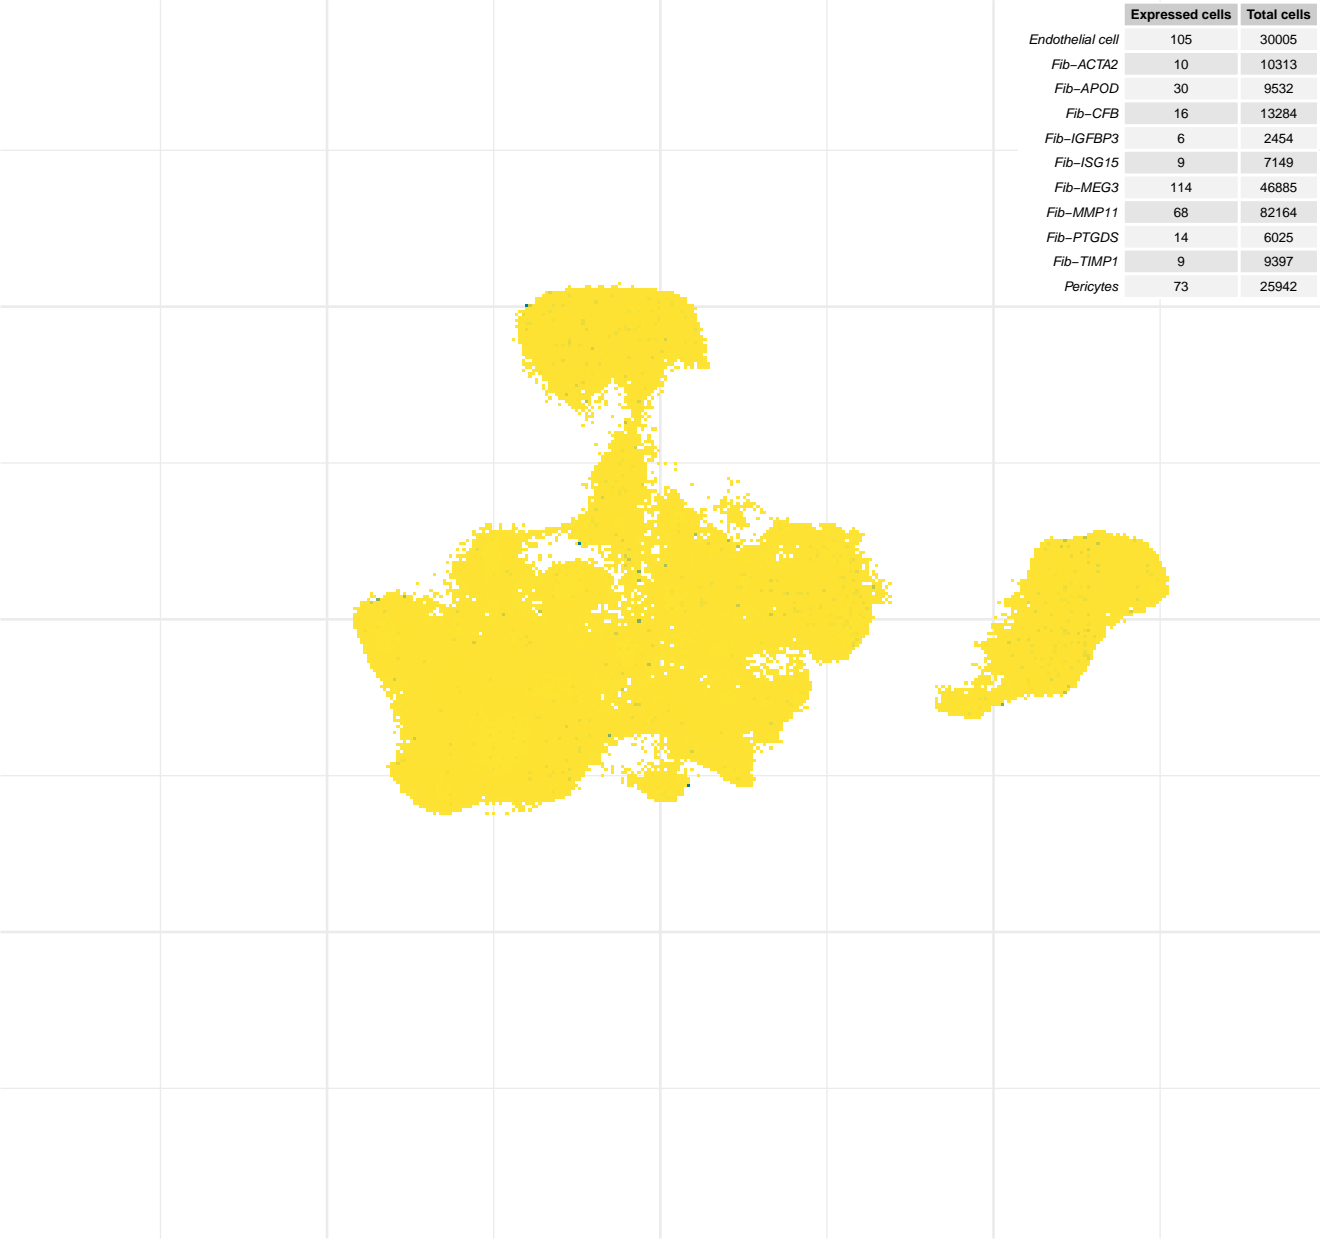 Expressed cells Total cells
Endothelial cell 105 30005
Fib−ACTA2 10 10313
Fib−APOD 30 9532
Fib−CFB 16 13284
Fib−IGFBP3 6 2454
Fib−ISG15 9 7149
Fib−MEG3 114 46885
Fib−MMP11 68 82164
Fib−PTGDS 14 6025
Fib−TIMP1 9 9397
Pericytes 73 25942